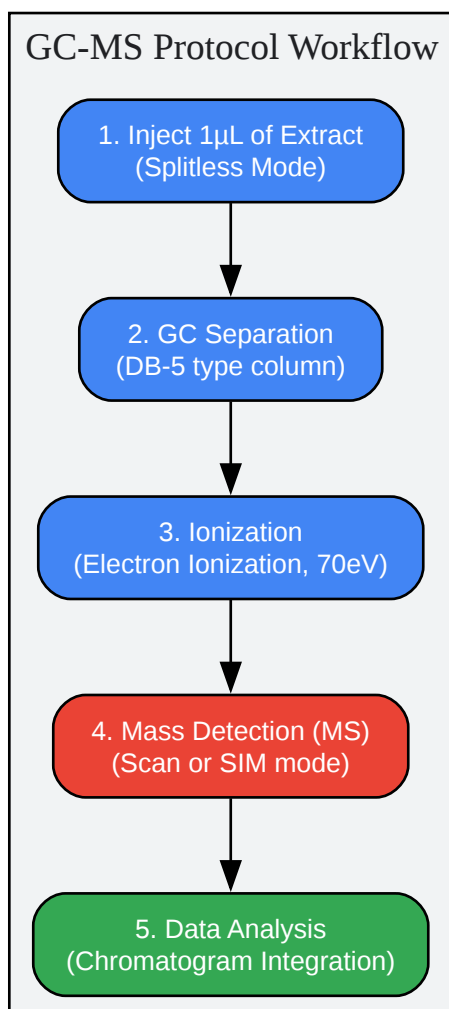 GC-MS Protocol Workflow
1. Inject 1µL of Extract
(Splitless Mode)
2. GC Separation
(DB-5 type column)
3. Ionization
(Electron Ionization, 70eV)
4. Mass Detection (MS)
(Scan or SIM mode)
5. Data Analysis
(Chromatogram Integration)